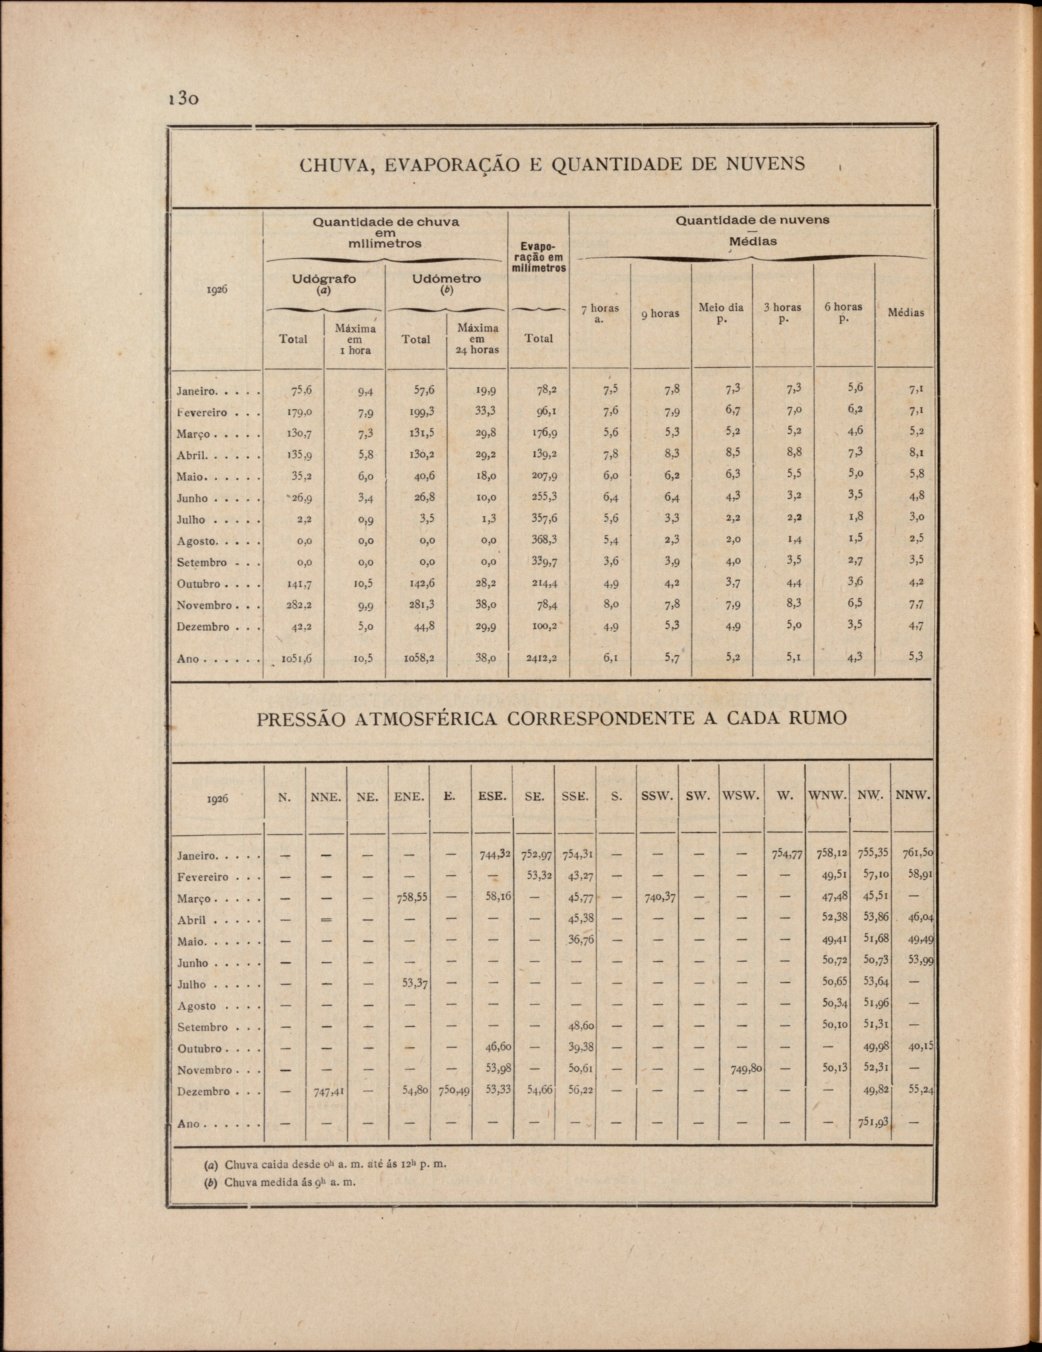 130
CHUVA, EVAPORAÇÃO E QUANTIDADE DE NUVENS
1926
Quantidade de chuva
em
milimetros
Evapo-
ração em
milimetros
Quantidade de nuvens
—
Médias
Udógrafo
(a)
Udómetro
(b)
7 horas
a.
9 horas
Meio dia
p.
3 horas
p.
6 horas
p.
Médias
Total
Máxima
em
1 hora
Total
Máxima
em
24 horas
Total
Janeiro. . . . . 75,6 9,4 57,6 19,9 78,2 7,5 7,8 7,3 7,3 5,6 7,1
Fevereiro . . . 179,0 7,9 199,3 33,3 96,1 7,6 7,9 6,7 7,0 6,2 7,1
Março . . . . . 130,7 7,3 131,5 29,8 176,9 5,6 5,3 5,2 5,2 4,6 5,2
Abril. . . . . . 135,9 5,8 130,2 29,2 139,2 7,8 8,3 8,5 8,8 7,3 8,1
Maio. . . . . . 35,2 6,0 40,6 18,0 207,9 6,0 6,2 6,3 5,5 5,0 5,8
Junho . . . . . 26,9 3,4 26,8 10,0 255,3 6,4 6,4 4,3 3,2 3,5 4,8
Julho . . . . . 2,2 0,9 3,5 1,3 357,6 5,6 3,3 2,2 2,2 1,8 3,0
Agosto. . . . . 0,0 0,0 0,0 0,0 368,3 5,4 2,3 2,0 1,4 1,5 2,5
Setembro . . . 0,0 0,0 0,0 0,0 339,7 3,6 3,9 4,0 3,5 2,7 3,5
Outubro . . . . 141,7 10,5 142,6 28,2 214,4 4,9 4,2 3,7 4,4 3,6 4,2
Novembro . . . 282,2 9,9 281,3 38,0 78,4 8,0 7,8 7,9 8,3 6,5 7,7
Dezembro . . . 42,2 5,0 44,8 29,9 100,2 4,9 5,3 4,9 5,0 3,5 4,7
Ano . . . . . . 1051,6 10,5 1058,2 38,0 2412,2 6,1 5,7 5,2 5,1 4,3 5,3
PRESSÃO ATMOSFÉRICA CORRESPONDENTE A CADA RUMO
1926 N. NNE. NE. ENE. E. ESE. SE. SSE. S. SSW. SW. WSW. W. WNW. NW. NNW.
Janeiro. . . . . — — — — — 744,32 752,97 754,31 — — — — 754,77 758,12 755,35 761,50
Fevereiro . . . — — — — — — 53,32 43,27 — — — — — 49,51 57,10 58,91
Março . . . . . — — — 758,55 — 58,16 — 45,77 — 740,37 — — — 47,48 45,51 —
Abril . . . . . — — — — — — — 45,38 — — — — — 52,38 53,86 46,04
Maio. . . . . . — — — — — — — 36,76 — — — — — 49,41 51,68 49,49
Junho . . . . . — — — — — — — — — — — — — 50,72 50,73 53,99
Julho . . . . . — — — 53,37 — — — — — — — — — 50,65 53,64 —
Agosto . . . . — — — — — — — — — — — — — 50,34 51,96 —
Setembro . . . — — — — — — — 48,60 — — — — — 50,10 51,31 —
Outubro . . . . — — — — — 46,60 — 39,38 — — — — — — 49,98 40,15
Novembro . . . — — — — — 53,98 — 50,61 — — — 749,80 — 50,13 52,31 —
Dezembro . . . — 747,41 — 54,80 750,49 53,33 54,66 56,22 — — — — — — 49,82 55,24
Ano . . . . . . — — — — — — — — — — — — — — 751,93 —
(a) Chuva caida desde 0ʰ a. m. até ás 12ʰ p. m.
(b) Chuva medida ás 9ʰ a. m.